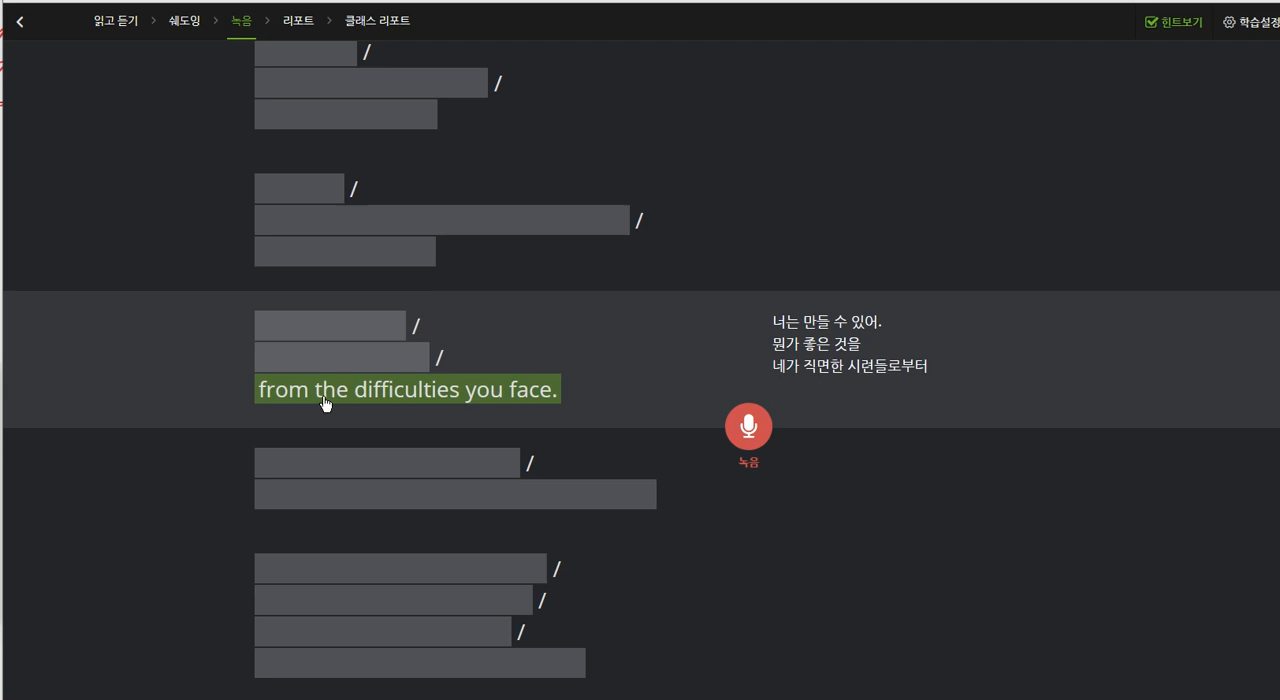 읽고 듣기 > 쉐도잉 > 녹음 > 리포트 > 클래스 리포트
힌트보기
학습설정
/
/
/
/
/
너는 만들 수 있어.
/
뭔가 좋은 것을
네가 직면한 시련들로부터
from the difficulties you face.
녹음
/
/
/
/